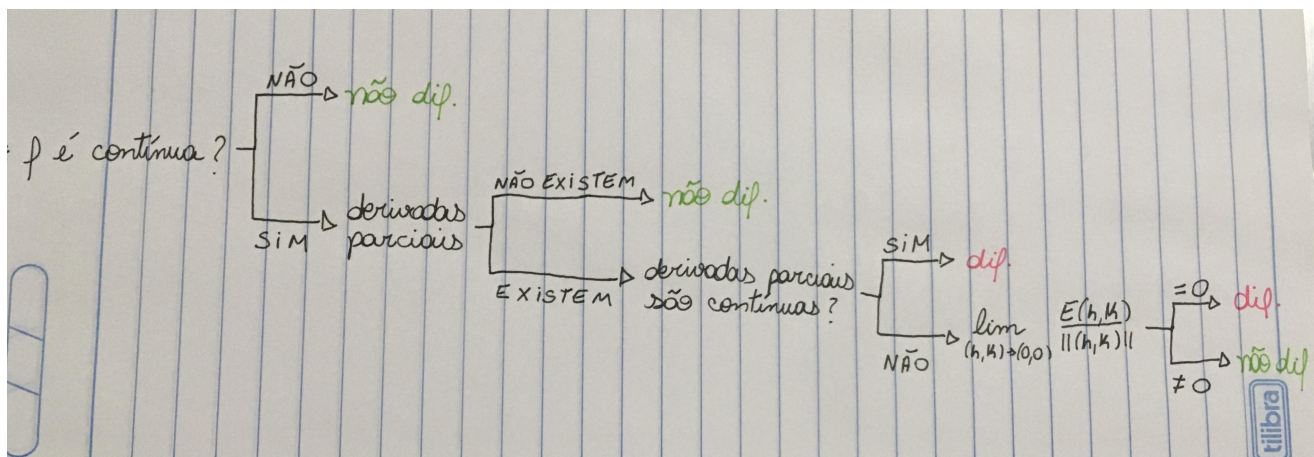 f é contínua?
NÃO
não dif.
SIM
derivadas
parciais
NÃO EXISTEM
não dif.
EXISTEM
derivadas parciais
são contínuas?
SIM
dif.
NÃO
lim
(h,k)→(0,0)
E(h,k)
||(h,k)||
=0
dif.
≠0
não dif
tilibra